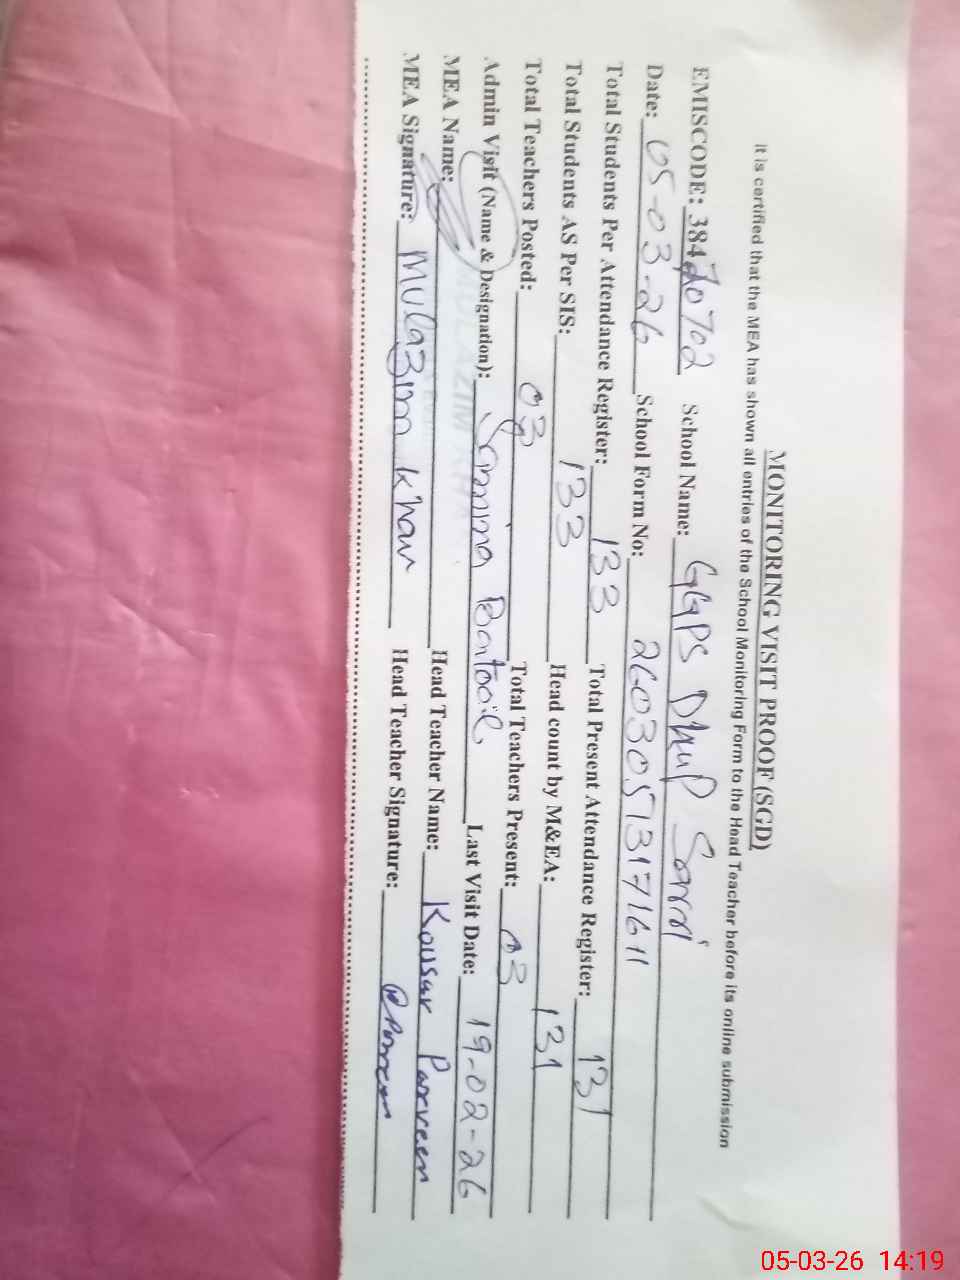 MONITORING VISIT PROOF (SGD)
It is certified that the MEA has shown all entries of the School Monitoring Form to the Head Teacher before its online submission
EMISCODE: 38470702 School Name: GGPS Dhup Sarri
Date: 05-03-26 School Form No: 26030513171611
Total Students Per Attendance Register: 133 Total Present Attendance Register: 131
Total Students AS Per SIS: 133 Head count by M&EA: 131
Total Teachers Posted: 03 Total Teachers Present: 03
Admin Visit (Name & Designation): Last Visit Date: 19-02-26
MEA Name: Head Teacher Name: Kousar Parveen
MEA Signature: Mulazim Khan Head Teacher Signature:
05-03-26 14:19